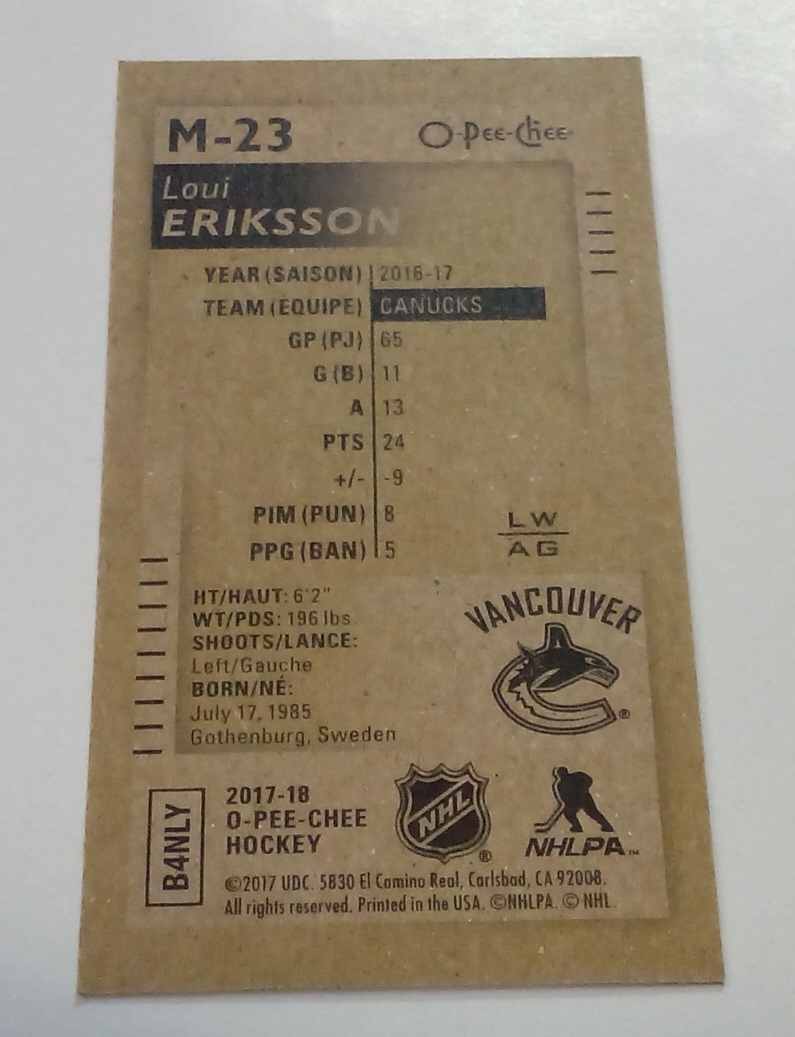 M-23 O-Pee-Chee
Loui
ERIKSSON
YEAR (SAISON) 2016-17
TEAM (ÉQUIPE) CANUCKS
GP (PJ) 65
G (B) 11
A 13
PTS 24
+/- -9
PIM (PUN) 8
PPG (BAN) 5
LW
AG
HT/HAUT: 6'2"
WT/PDS: 196 lbs
SHOOTS/LANCE:
Left/Gauche
BORN/NÉ:
July 17, 1985
Gothenburg, Sweden
VANCOUVER
®
B4NLY
2017-18
O-PEE-CHEE
HOCKEY
NHL ®
NHLPA™
©2017 UDC. 5830 El Camino Real, Carlsbad, CA 92008.
All rights reserved. Printed in the USA. ©NHLPA. © NHL.